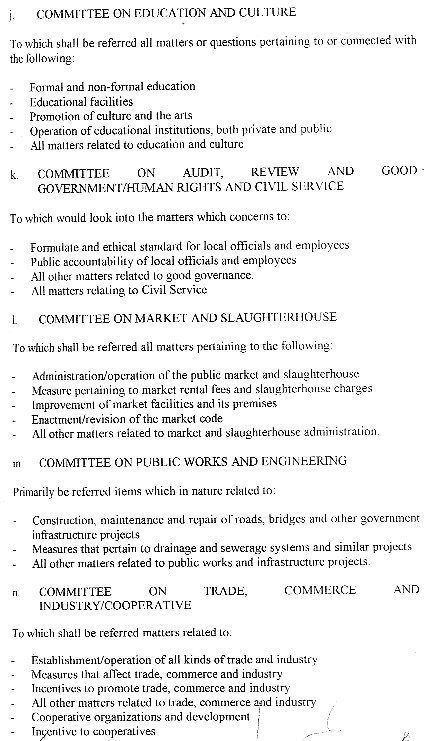 j. COMMITTEE ON EDUCATION AND CULTURE
To which shall be referred all matters or questions pertaining to or connected with
the following:
- Formal and non-formal education
- Educational facilities
- Promotion of culture and the arts
- Operation of educational institutions, both private and public
- All matters related to education and culture
k. COMMITTEE ON AUDIT, REVIEW AND GOOD
GOVERNMENT/HUMAN RIGHTS AND CIVIL SERVICE
To which would look into the matters which concerns to:
- Formulate and ethical standard for local officials and employees
- Public accountability of local officials and employees
- All other matters related to good governance.
- All matters relating to Civil Service
l. COMMITTEE ON MARKET AND SLAUGHTERHOUSE
To which shall be referred all matters pertaining to the following:
- Administration/operation of the public market and slaughterhouse
- Measure pertaining to market rental fees and slaughterhouse charges
- Improvement of market facilities and its premises
- Enactment/revision of the market code
- All other matters related to market and slaughterhouse administration.
m COMMITTEE ON PUBLIC WORKS AND ENGINEERING
Primarily be referred items which in nature related to:
- Construction, maintenance and repair of roads, bridges and other government
infrastructure projects
- Measures that pertain to drainage and sewerage systems and similar projects
- All other matters related to public works and infrastructure projects.
n COMMITTEE ON TRADE, COMMERCE AND
INDUSTRY/COOPERATIVE
To which shall be referred matters related to:
- Establishment/operation of all kinds of trade and industry
- Measures that affect trade, commerce and industry
- Incentives to promote trade, commerce and industry
- All other matters related to trade, commerce and industry
- Cooperative organizations and development
- Incentive to cooperatives